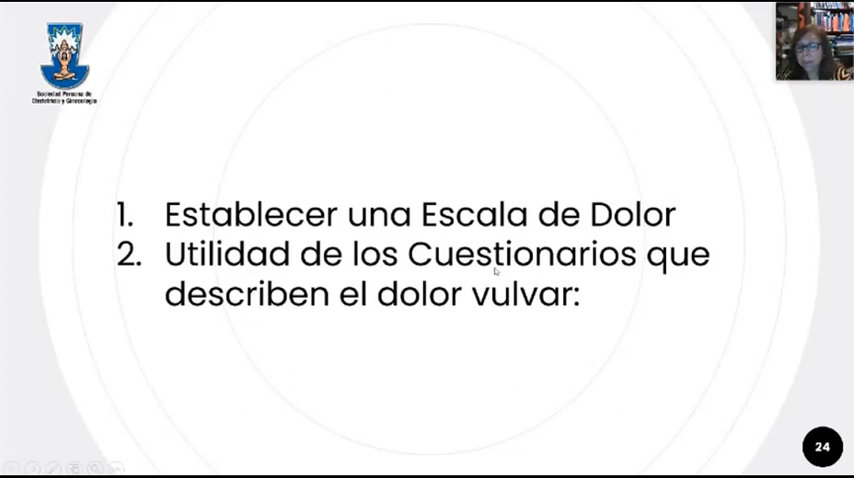 Sociedad Peruana de
Obstetricia y Ginecología
1. Establecer una Escala de Dolor
2. Utilidad de los Cuestionarios que
describen el dolor vulvar:
24